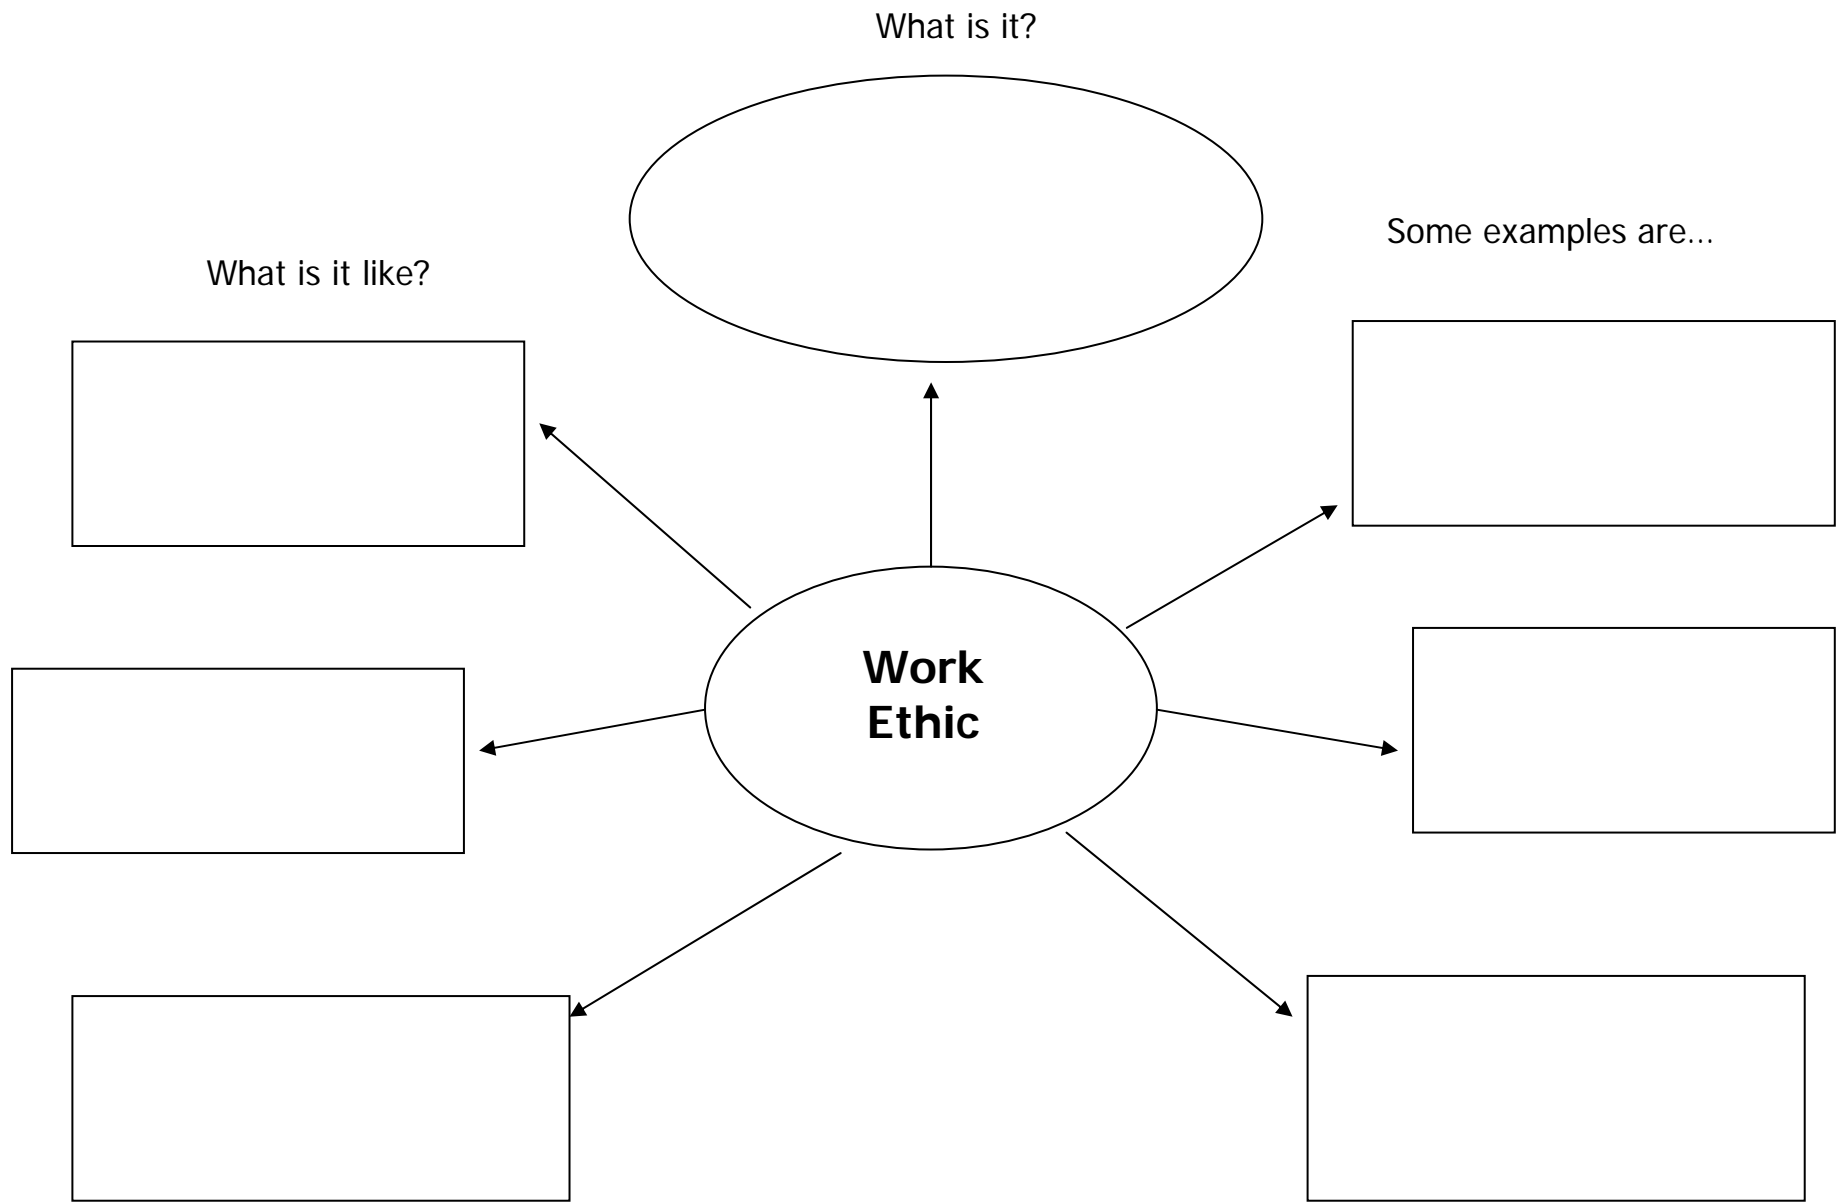 What is it?
Some examples are...
What is it like?
Work
Ethic